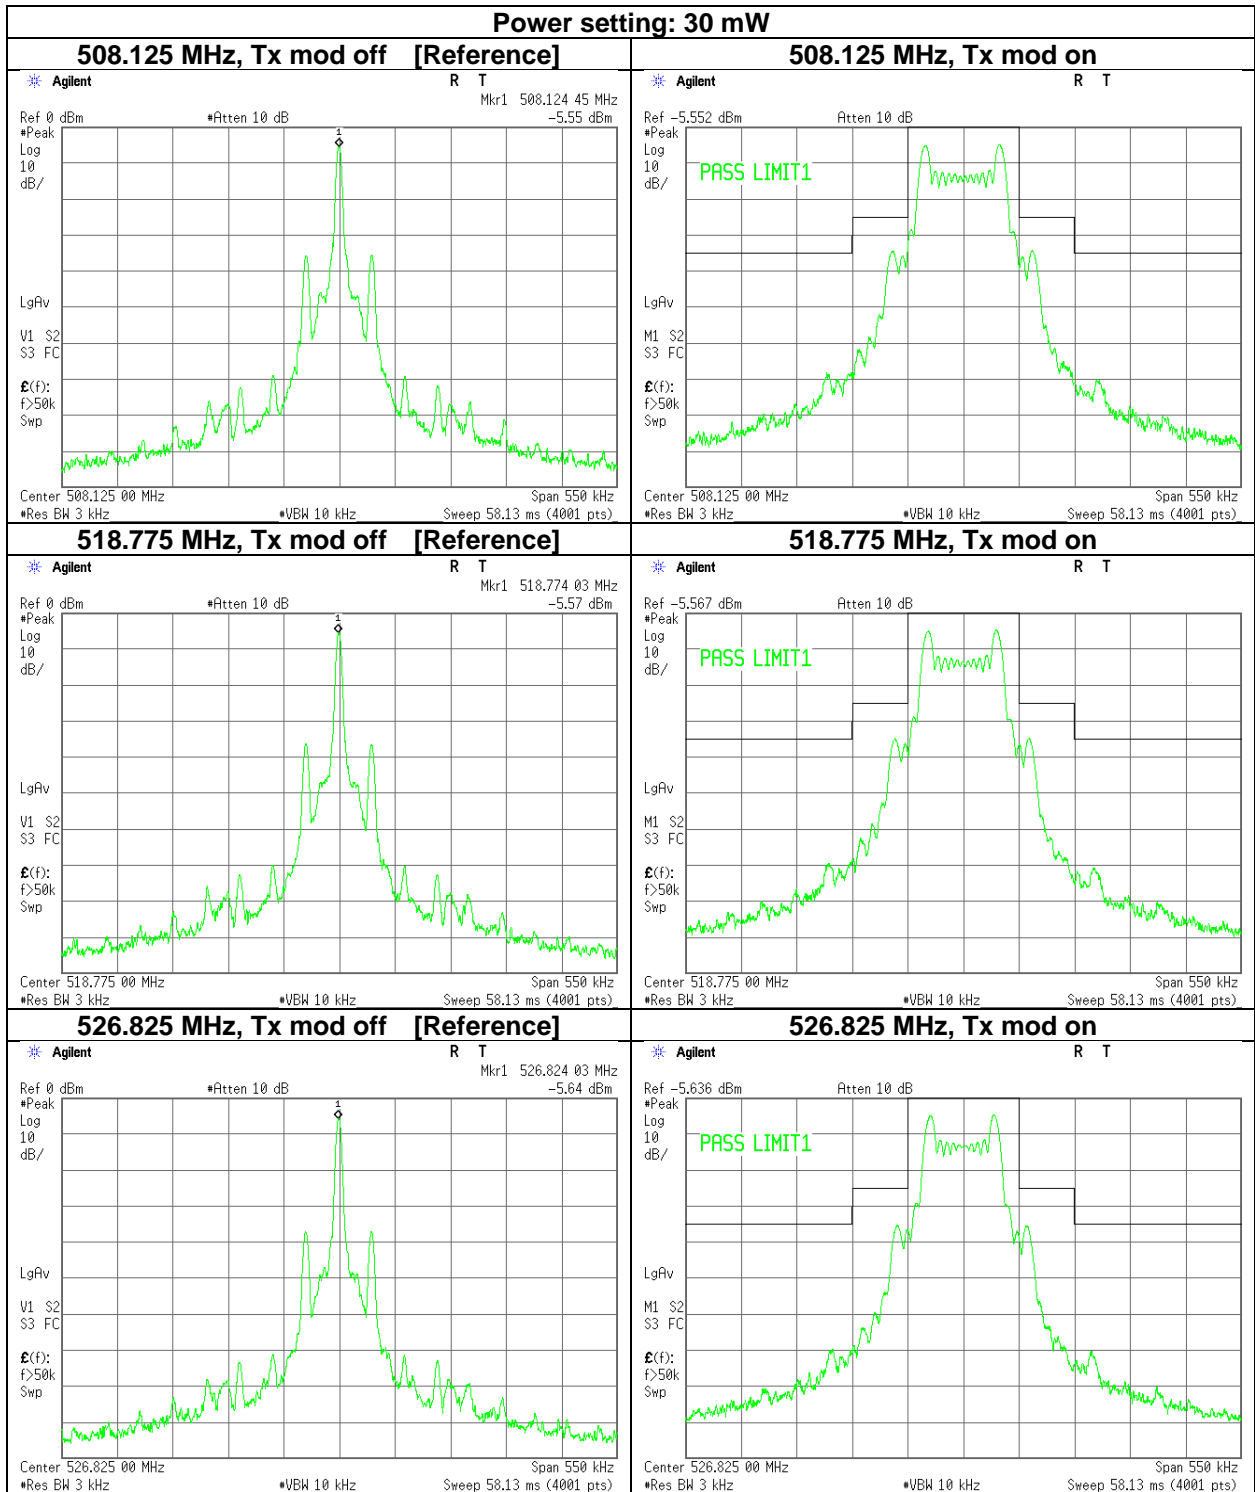 Power setting: 30 mW
508.125 MHz, Tx mod off [Reference]
508.125 MHz, Tx mod on
Agilent
R T
Mkr1 508.124 45 MHz
Ref 0 dBm #Atten 10 dB -5.55 dBm
#Peak
Log
10
dB/
1
LgAv
V1 S2
S3 FC
£(f):
f>50k
Swp
Center 508.125 00 MHz Span 550 kHz
#Res BW 3 kHz #VBW 10 kHz Sweep 58.13 ms (4001 pts)
Agilent
R T
Ref -5.552 dBm Atten 10 dB
#Peak
Log
10
dB/
PASS LIMIT1
LgAv
M1 S2
S3 FC
£(f):
f>50k
Swp
Center 508.125 00 MHz Span 550 kHz
#Res BW 3 kHz #VBW 10 kHz Sweep 58.13 ms (4001 pts)
518.775 MHz, Tx mod off [Reference]
518.775 MHz, Tx mod on
Agilent
R T
Mkr1 518.774 03 MHz
Ref 0 dBm #Atten 10 dB -5.57 dBm
#Peak
Log
10
dB/
1
LgAv
V1 S2
S3 FC
£(f):
f>50k
Swp
Center 518.775 00 MHz Span 550 kHz
#Res BW 3 kHz #VBW 10 kHz Sweep 58.13 ms (4001 pts)
Agilent
R T
Ref -5.567 dBm Atten 10 dB
#Peak
Log
10
dB/
PASS LIMIT1
LgAv
M1 S2
S3 FC
£(f):
f>50k
Swp
Center 518.775 00 MHz Span 550 kHz
#Res BW 3 kHz #VBW 10 kHz Sweep 58.13 ms (4001 pts)
526.825 MHz, Tx mod off [Reference]
526.825 MHz, Tx mod on
Agilent
R T
Mkr1 526.824 03 MHz
Ref 0 dBm #Atten 10 dB -5.64 dBm
#Peak
Log
10
dB/
1
LgAv
V1 S2
S3 FC
£(f):
f>50k
Swp
Center 526.825 00 MHz Span 550 kHz
#Res BW 3 kHz #VBW 10 kHz Sweep 58.13 ms (4001 pts)
Agilent
R T
Ref -5.636 dBm Atten 10 dB
#Peak
Log
10
dB/
PASS LIMIT1
LgAv
M1 S2
S3 FC
£(f):
f>50k
Swp
Center 526.825 00 MHz Span 550 kHz
#Res BW 3 kHz #VBW 10 kHz Sweep 58.13 ms (4001 pts)